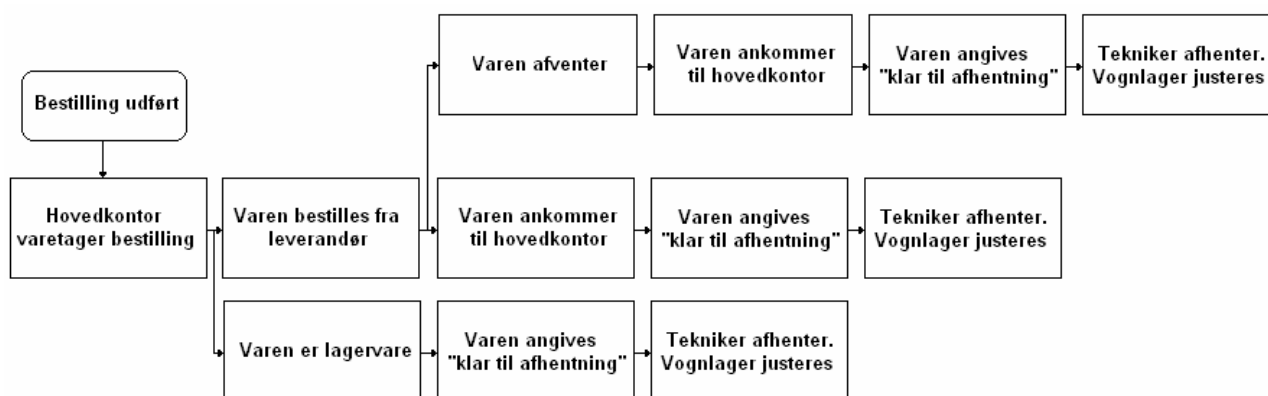 Bestilling udført
Varen afventer
Varen ankommer
til hovedkontor
Varen angives
"klar til afhentning"
Tekniker afhenter.
Vognlager justeres
Hovedkontor
varetager bestilling
Varen bestilles fra
leverandør
Varen ankommer
til hovedkontor
Varen angives
"klar til afhentning"
Tekniker afhenter.
Vognlager justeres
Varen er lagervare
Varen angives
"klar til afhentning"
Tekniker afhenter.
Vognlager justeres